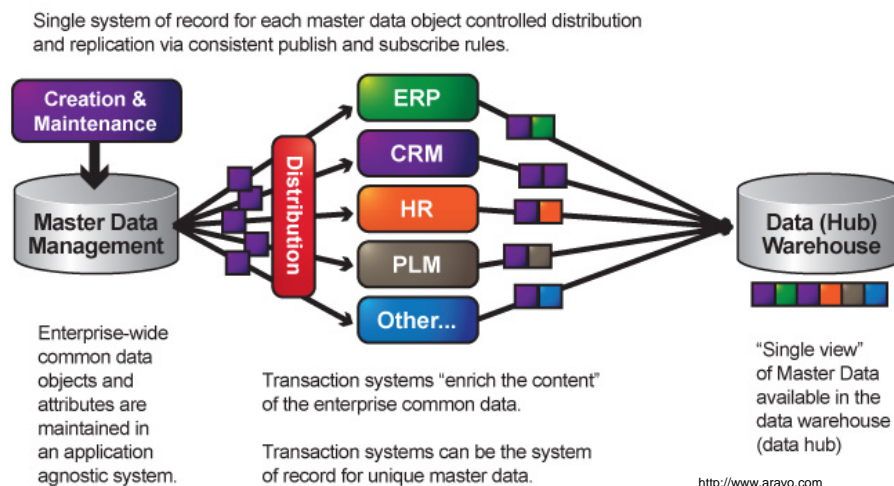 Single system of record for each master data object controlled distribution
and replication via consistent publish and subscribe rules.
Creation &
Maintenance
Master Data
Management
Distribution
ERP
CRM
HR
PLM
Other...
Data (Hub)
Warehouse
Enterprise-wide
common data
objects and
attributes are
maintained in
an application
agnostic system.
Transaction systems “enrich the content”
of the enterprise common data.
Transaction systems can be the system
of record for unique master data.
“Single view”
of Master Data
available in the
data warehouse
(data hub)
http://www.aravo.com